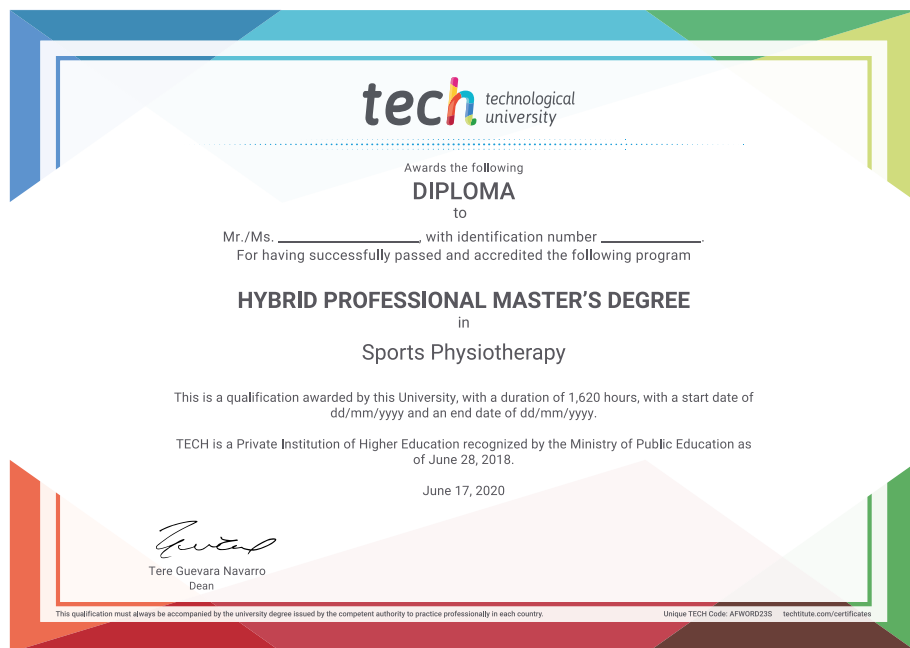 tech technological
university
Awards the following
DIPLOMA
to
Mr./Ms. ____________________, with identification number ______________.
For having successfully passed and accredited the following program
HYBRID PROFESSIONAL MASTER'S DEGREE
in
Sports Physiotherapy
This is a qualification awarded by this University, with a duration of 1,620 hours, with a start date of
dd/mm/yyyy and an end date of dd/mm/yyyy.
TECH is a Private Institution of Higher Education recognized by the Ministry of Public Education as
of June 28, 2018.
June 17, 2020
Tere Guevara Navarro
Dean
This qualification must always be accompanied by the university degree issued by the competent authority to practice professionally in each country.
Unique TECH Code: AFWORD23S techtitute.com/certificates